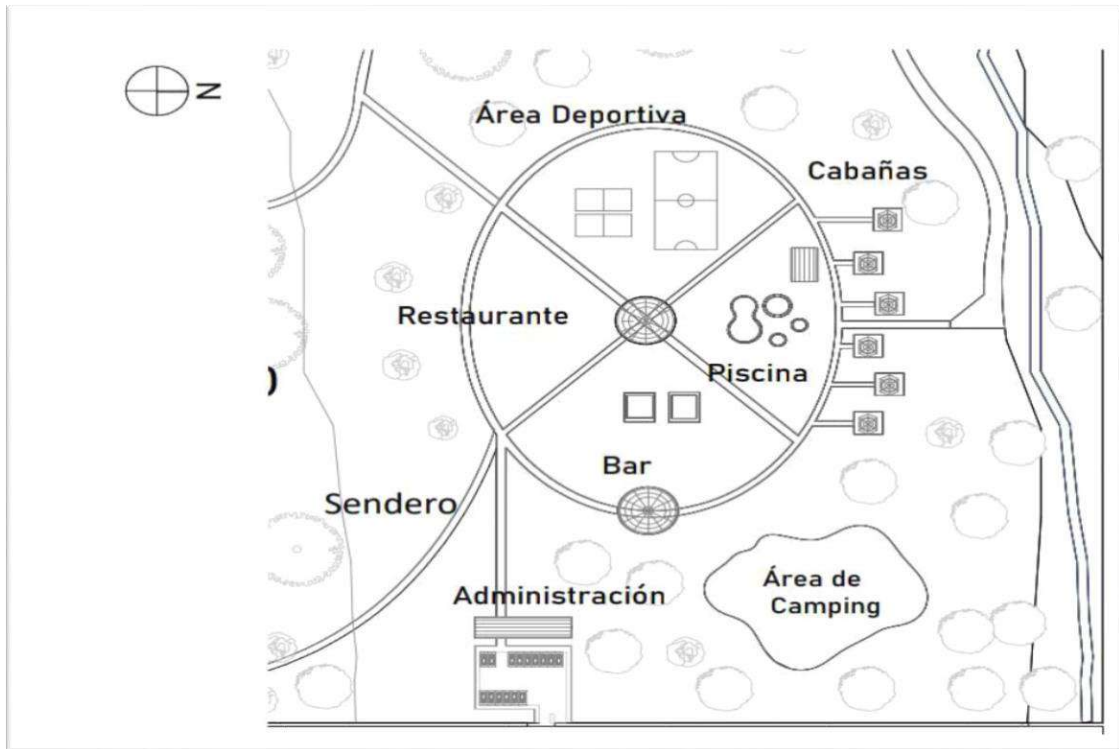 N
Área Deportiva
Cabañas
Restaurante
Piscina
Bar
Sendero
Administración
Área de
Camping